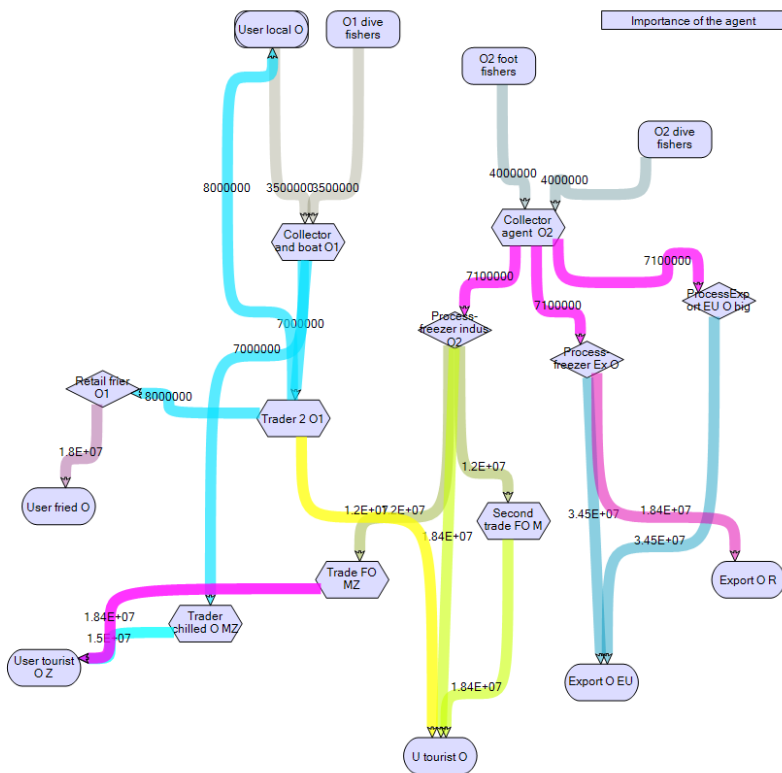 User local O
O1 dive
fishers
Importance of the agent
O2 foot
fishers
O2 dive
fishers
8000000
3500000
3500000
4000000
4000000
Collector
and boat O1
Collector
agent O2
7100000
7100000
7100000
ProcessExp
ort EU O big
Process-
freezer indus
O2
7000000
7000000
Process-
freezer Ex O
Retail frier
O1
8000000
Trader 2 O1
1.8E+07
1.2E+07
User fried O
1.2E+07
1.2E+07
Second
trade FO M
3.45E+07
1.84E+07
1.84E+07
3.45E+07
Trade FO
MZ
Export O R
1.84E+07
Trader
chilled O MZ
1.5E+07
User tourist
O Z
Export O EU
1.84E+07
U tourist O